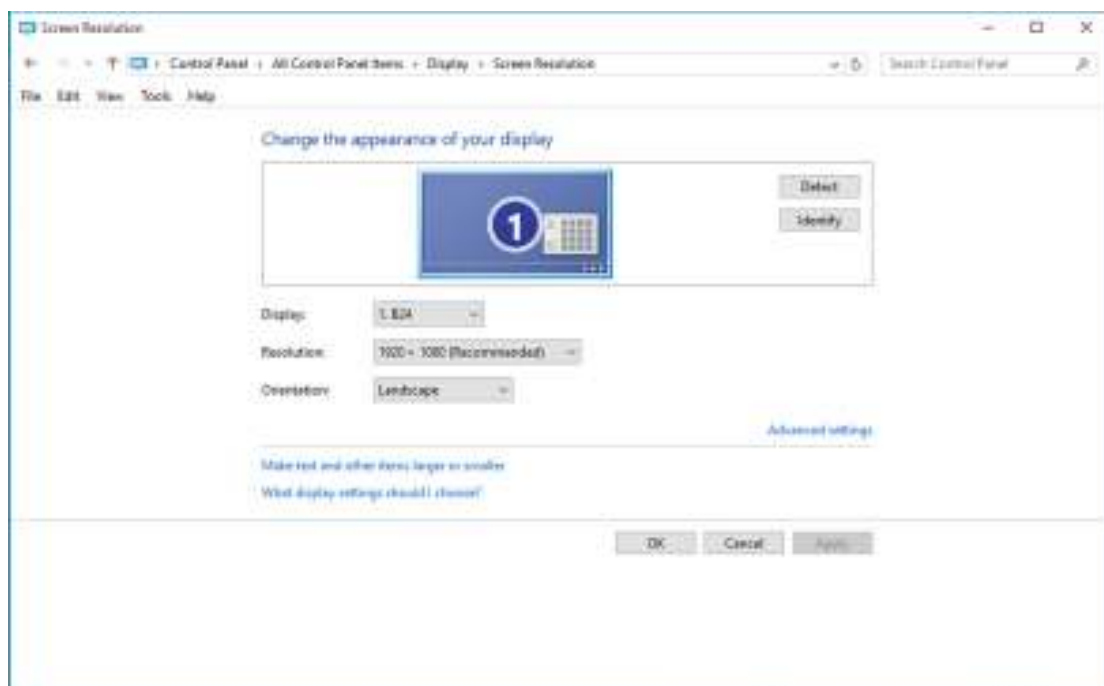 Screen Resolution
Control Panel › All Control Panel Items › Display › Screen Resolution
Search Control Panel
File Edit View Tools Help
Change the appearance of your display
1
Detect
Identify
Display: 1. B24
Resolution: 1920 × 1080 (Recommended)
Orientation: Landscape
Advanced settings
Make text and other items larger or smaller
What display settings should I choose?
OK Cancel Apply